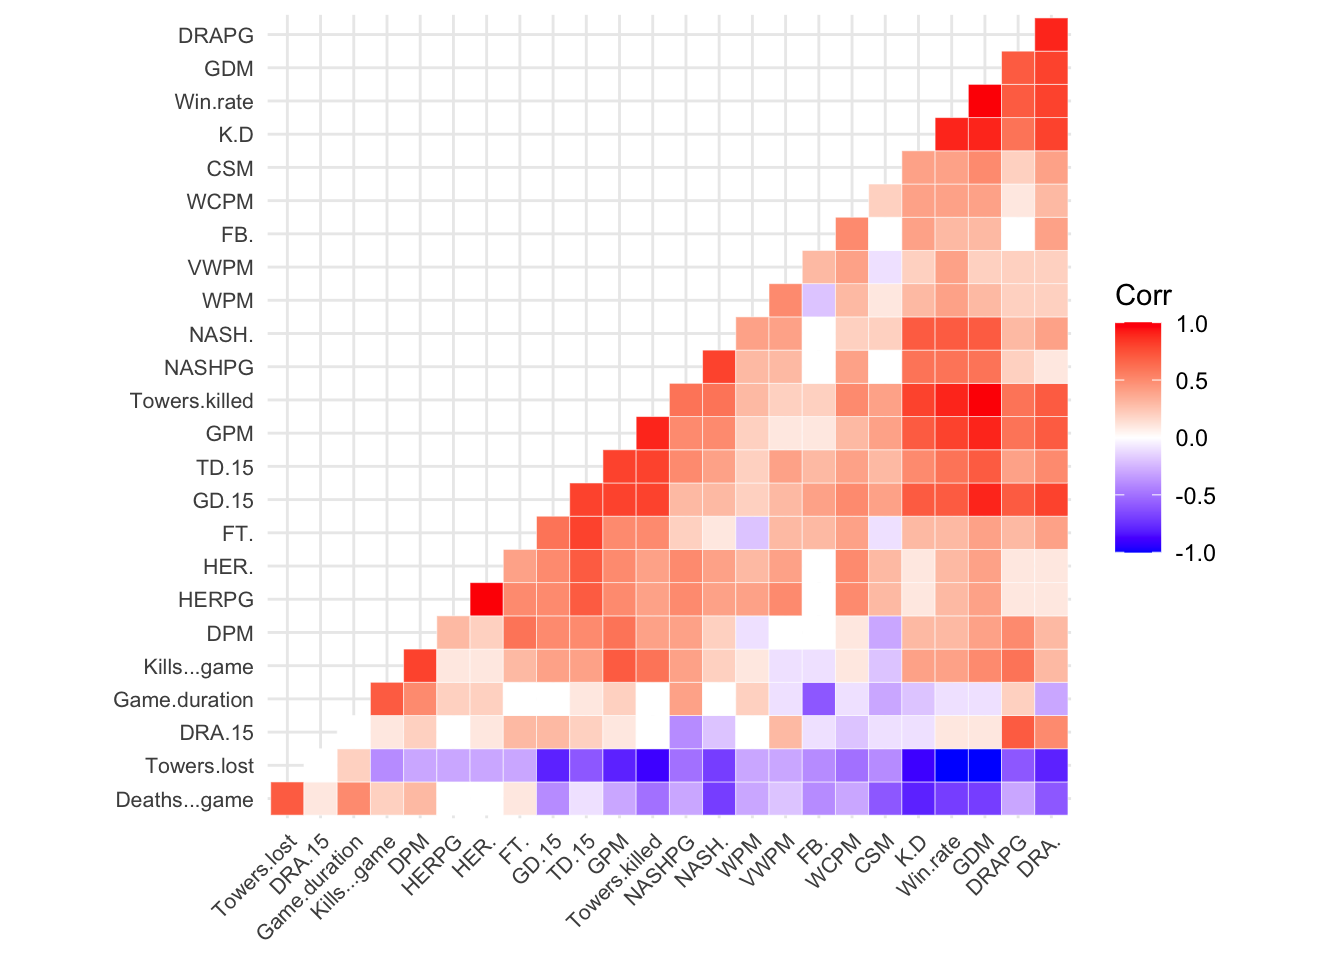 DRAPG
GDM
Win.rate
K.D
CSM
WCPM
FB.
VWPM
WPM
NASH.
NASHPG
Towers.killed
GPM
TD.15
GD.15
FT.
HER.
HERPG
DPM
Kills...game
Game.duration
DRA.15
Towers.lost
Deaths...game
Towers.lost
DRA.15
Game.duration
Kills...game
DPM
HERPG
HER.
FT.
GD.15
TD.15
GPM
Towers.killed
NASHPG
NASH.
WPM
VWPM
FB.
WCPM
CSM
K.D
Win.rate
GDM
DRAPG
DRA.
Corr
1.0
0.5
0.0
-0.5
-1.0